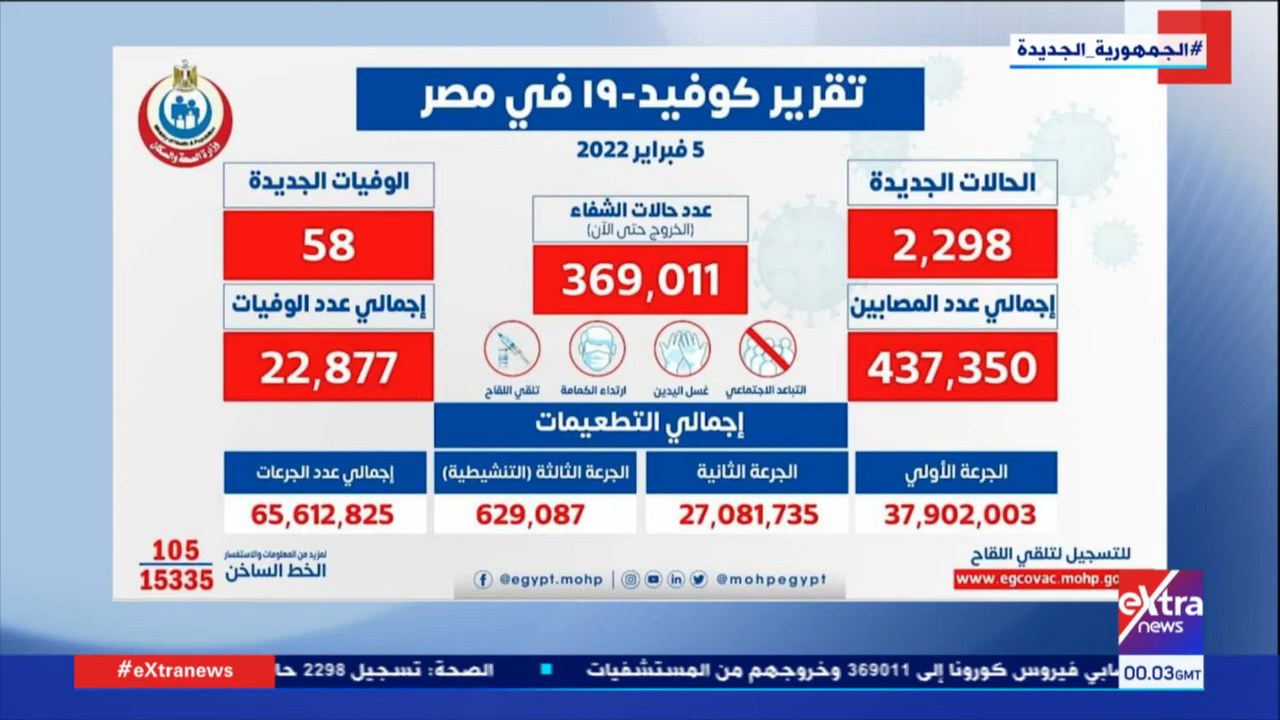 #الجمهورية_الجديدة
تقرير كوفيد-١٩ في مصر
5 فبراير 2022
وزارة الصحة والسكان
الحالات الجديدة
2,298
إجمالي عدد المصابين
437,350
عدد حالات الشفاء
(الخروج حتى الآن)
369,011
الوفيات الجديدة
58
إجمالي عدد الوفيات
22,877
التباعد الاجتماعي
غسل اليدين
ارتداء الكمامة
تلقي اللقاح
إجمالي التطعيمات
الجرعة الأولي
37,902,003
الجرعة الثانية
27,081,735
الجرعة الثالثة (التنشيطية)
629,087
إجمالي عدد الجرعات
65,612,825
للتسجيل لتلقي اللقاح
www.egcovac.mohp.go
@egypt.mohp
@mohpegypt
لمزيد من المعلومات والاستفسار
الخط الساخن
105
15335
eXtra
news
00.03GMT
فيروس كورونا إلى 369011 وخروجهم من المستشفيات ■ الصحة: تسجيل 2298
#eXtranews